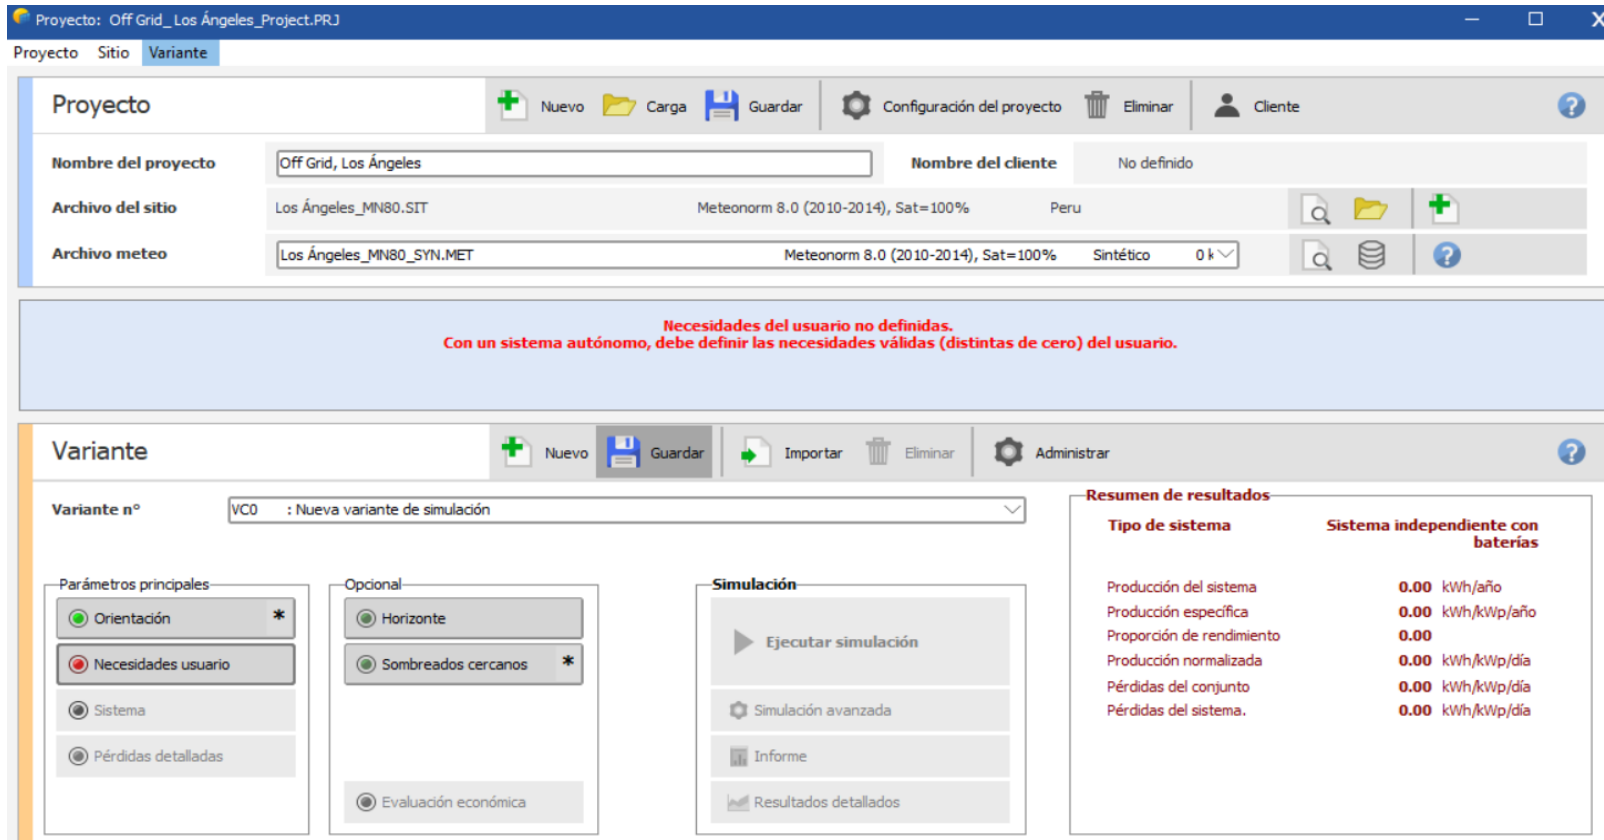 Proyecto: Off Grid_ Los Ángeles_Project.PRJ
Proyecto Sitio Variante
Proyecto Nuevo Carga Guardar Configuración del proyecto Eliminar Cliente
Nombre del proyecto Off Grid, Los Ángeles Nombre del cliente No definido
Archivo del sitio Los Ángeles_MN80.SIT Meteonorm 8.0 (2010-2014), Sat=100% Peru
Archivo meteo Los Ángeles_MN80_SYN.MET Meteonorm 8.0 (2010-2014), Sat=100% Sintético 0 k
Necesidades del usuario no definidas.
Con un sistema autónomo, debe definir las necesidades válidas (distintas de cero) del usuario.
Variante Nuevo Guardar Importar Eliminar Administrar
Variante n° VC0 : Nueva variante de simulación
Resumen de resultados
Tipo de sistema Sistema independiente con
baterías
Producción del sistema 0.00 kWh/año
Producción específica 0.00 kWh/kWp/año
Proporción de rendimiento 0.00
Producción normalizada 0.00 kWh/kWp/día
Pérdidas del conjunto 0.00 kWh/kWp/día
Pérdidas del sistema. 0.00 kWh/kWp/día
Parámetros principales
Orientación *
Necesidades usuario
Sistema
Pérdidas detalladas
Opcional
Horizonte
Sombreados cercanos *
Evaluación económica
Simulación
Ejecutar simulación
Simulación avanzada
Informe
Resultados detallados